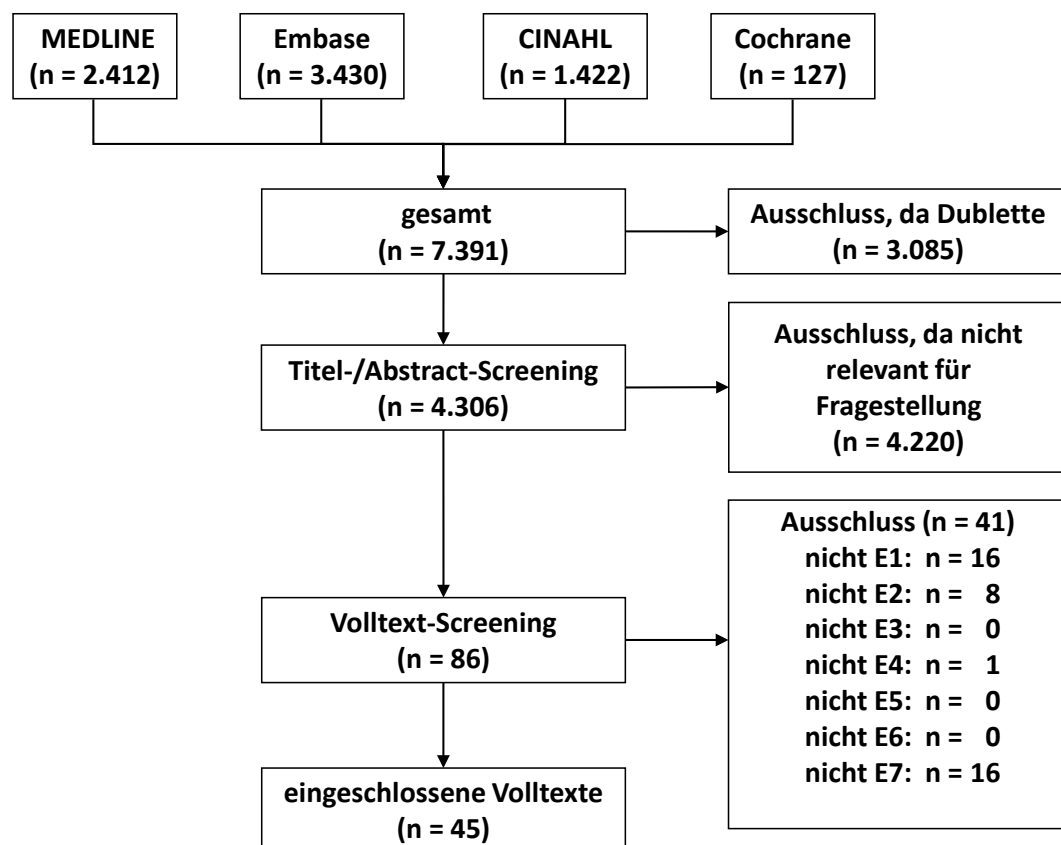 MEDLINE
(n = 2.412)
Embase
(n = 3.430)
CINAHL
(n = 1.422)
Cochrane
(n = 127)
gesamt
(n = 7.391)
Ausschluss, da Dublette
(n = 3.085)
Titel-/Abstract-Screening
(n = 4.306)
Ausschluss, da nicht
relevant für
Fragestellung
(n = 4.220)
Volltext-Screening
(n = 86)
Ausschluss (n = 41)
nicht E1: n = 16
nicht E2: n = 8
nicht E3: n = 0
nicht E4: n = 1
nicht E5: n = 0
nicht E6: n = 0
nicht E7: n = 16
eingeschlossene Volltexte
(n = 45)